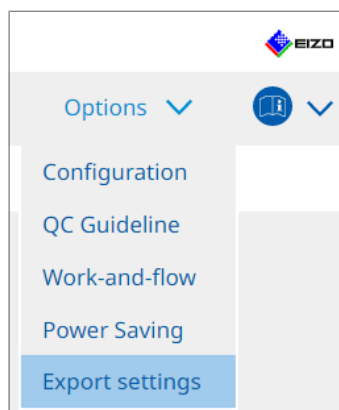 EIZO
Options
Configuration
QC Guideline
Work-and-flow
Power Saving
Export settings